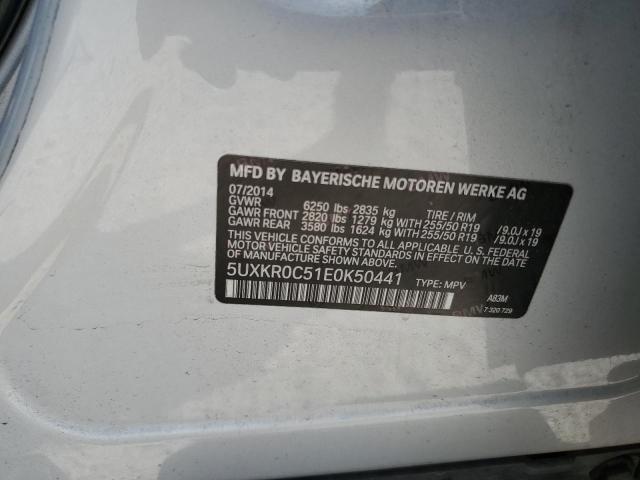 MFD BY BAYERISCHE MOTOREN WERKE AG
07/2014
GVWR 6250 lbs 2835 kg TIRE / RIM
GAWR FRONT 2820 lbs 1279 kg WITH 255/50 R19 /9.0J x 19
GAWR REAR 3580 lbs 1624 kg WITH 255/50 R19 /9.0J x 19
THIS VEHICLE CONFORMS TO ALL APPLICABLE U.S. FEDERAL
MOTOR VEHICLE SAFETY STANDARDS
IN EFFECT ON THE DATE OF MANUFACTURE SHOWN ABOVE.
5UXKR0C51E0K50441 TYPE: MPV
A83M
7 320 729